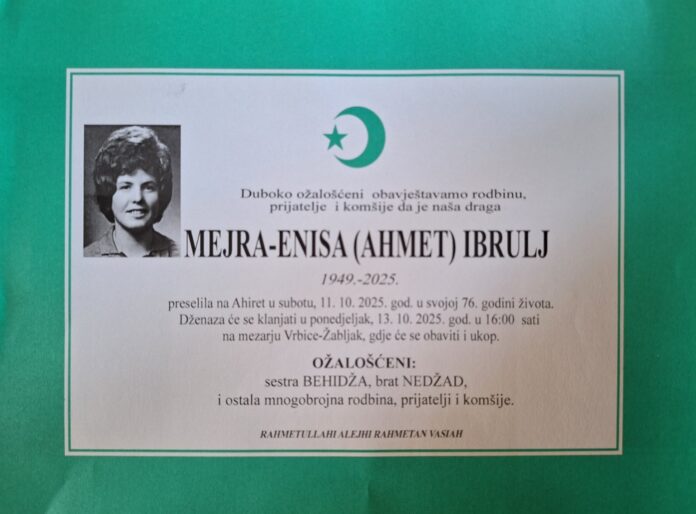 Duboko ožalošćeni obavještavamo rodbinu,
prijatelje i komšije da je naša draga
MEJRA-ENISA (AHMET) IBRULJ
1949.-2025.
preselila na Ahiret u subotu, 11. 10. 2025. god. u svojoj 76. godini života.
Dženaza će se klanjati u ponedjeljak, 13. 10. 2025. god. u 16:00 sati
na mezarju Vrbice-Žabljak, gdje će se obaviti i ukop.
OŽALOŠĆENI:
sestra BEHIDŽA, brat NEDŽAD,
i ostala mnogobrojna rodbina, prijatelji i komšije.
RAHMETULLAHI ALEJHI RAHMETAN VASIAH